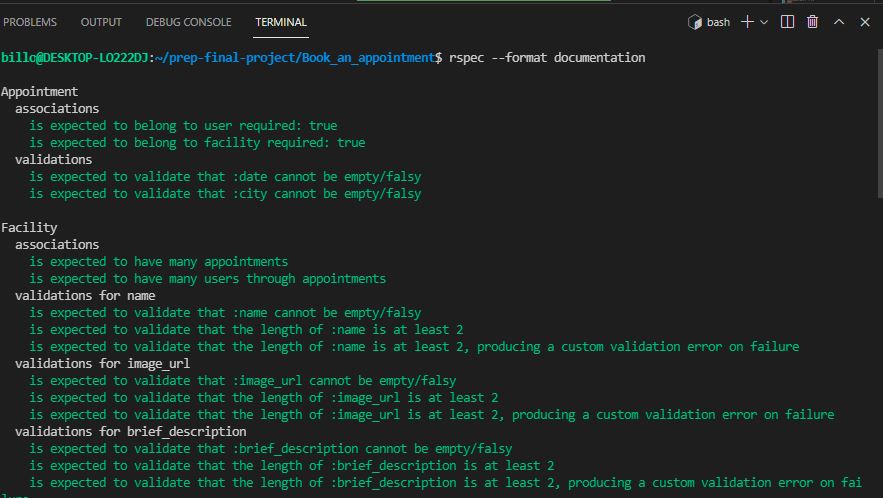 PROBLEMS OUTPUT DEBUG CONSOLE TERMINAL bash
billq@DESKTOP-LO222DJ:~/prep-final-project/Book_an_appointment$ rspec --format documentation
Appointment
associations
is expected to belong to user required: true
is expected to belong to facility required: true
validations
is expected to validate that :date cannot be empty/falsy
is expected to validate that :city cannot be empty/falsy
Facility
associations
is expected to have many appointments
is expected to have many users through appointments
validations for name
is expected to validate that :name cannot be empty/falsy
is expected to validate that the length of :name is at least 2
is expected to validate that the length of :name is at least 2, producing a custom validation error on failure
validations for image_url
is expected to validate that :image_url cannot be empty/falsy
is expected to validate that the length of :image_url is at least 2
is expected to validate that the length of :image_url is at least 2, producing a custom validation error on failure
validations for brief_description
is expected to validate that :brief_description cannot be empty/falsy
is expected to validate that the length of :brief_description is at least 2
is expected to validate that the length of :brief_description is at least 2, producing a custom validation error on fai